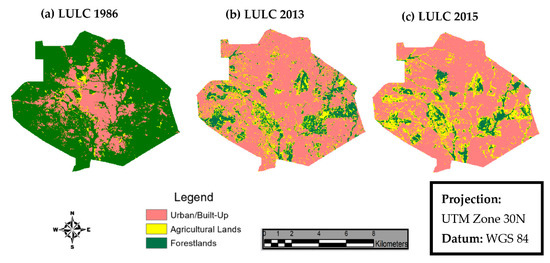 (a) LULC 1986
(b) LULC 2013
(c) LULC 2015
Legend
Urban/Built-Up
Agricultural Lands
Forestlands
N
W E
S
0 1 2 4 6 8
Kilometers
Projection:
UTM Zone 30N
Datum: WGS 84